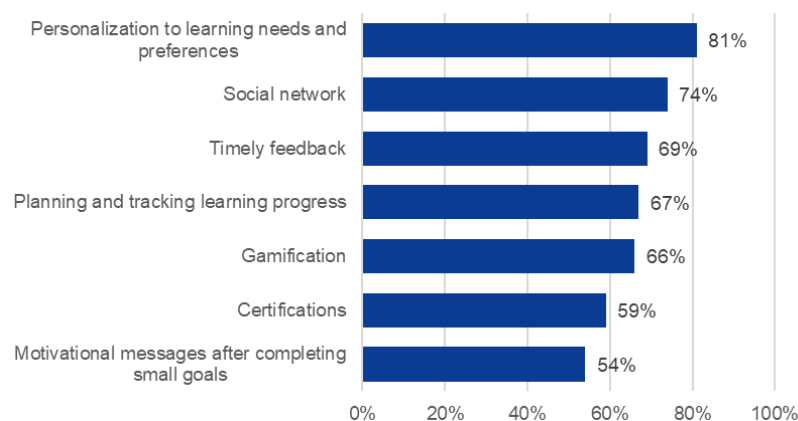 Personalization to learning needs and
preferences
81%
Social network
74%
Timely feedback
69%
Planning and tracking learning progress
67%
Gamification
66%
Certifications
59%
Motivational messages after completing
small goals
54%
0% 20% 40% 60% 80% 100%